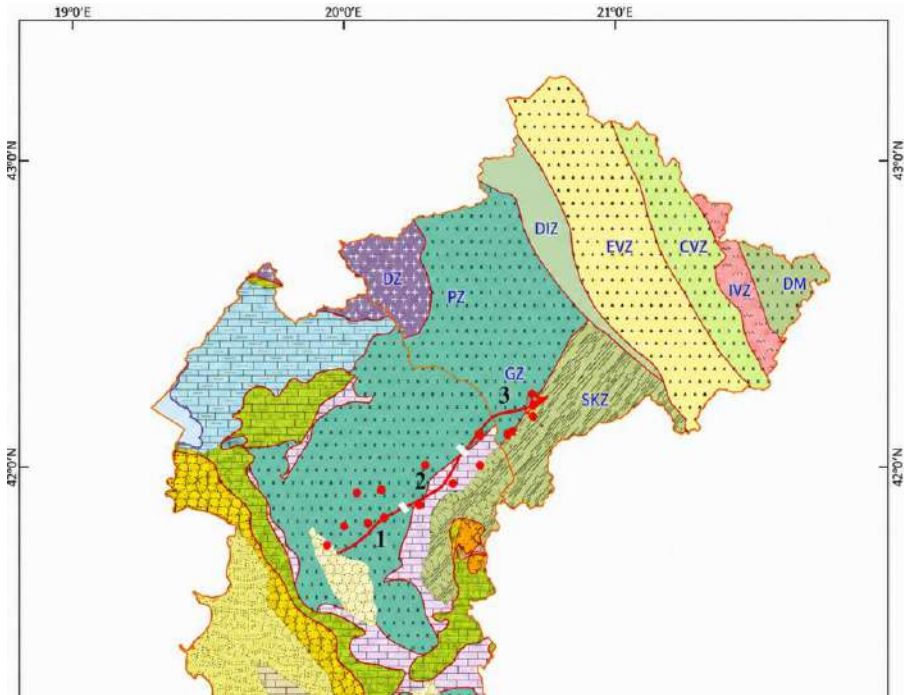 19°0'E 20°0'E 21°0'E
43°0'N 43°0'N
DIZ EVZ CVZ
DZ IVZ DM
PZ
GZ
3 SKZ
42°0'N 2 42°0'N
1